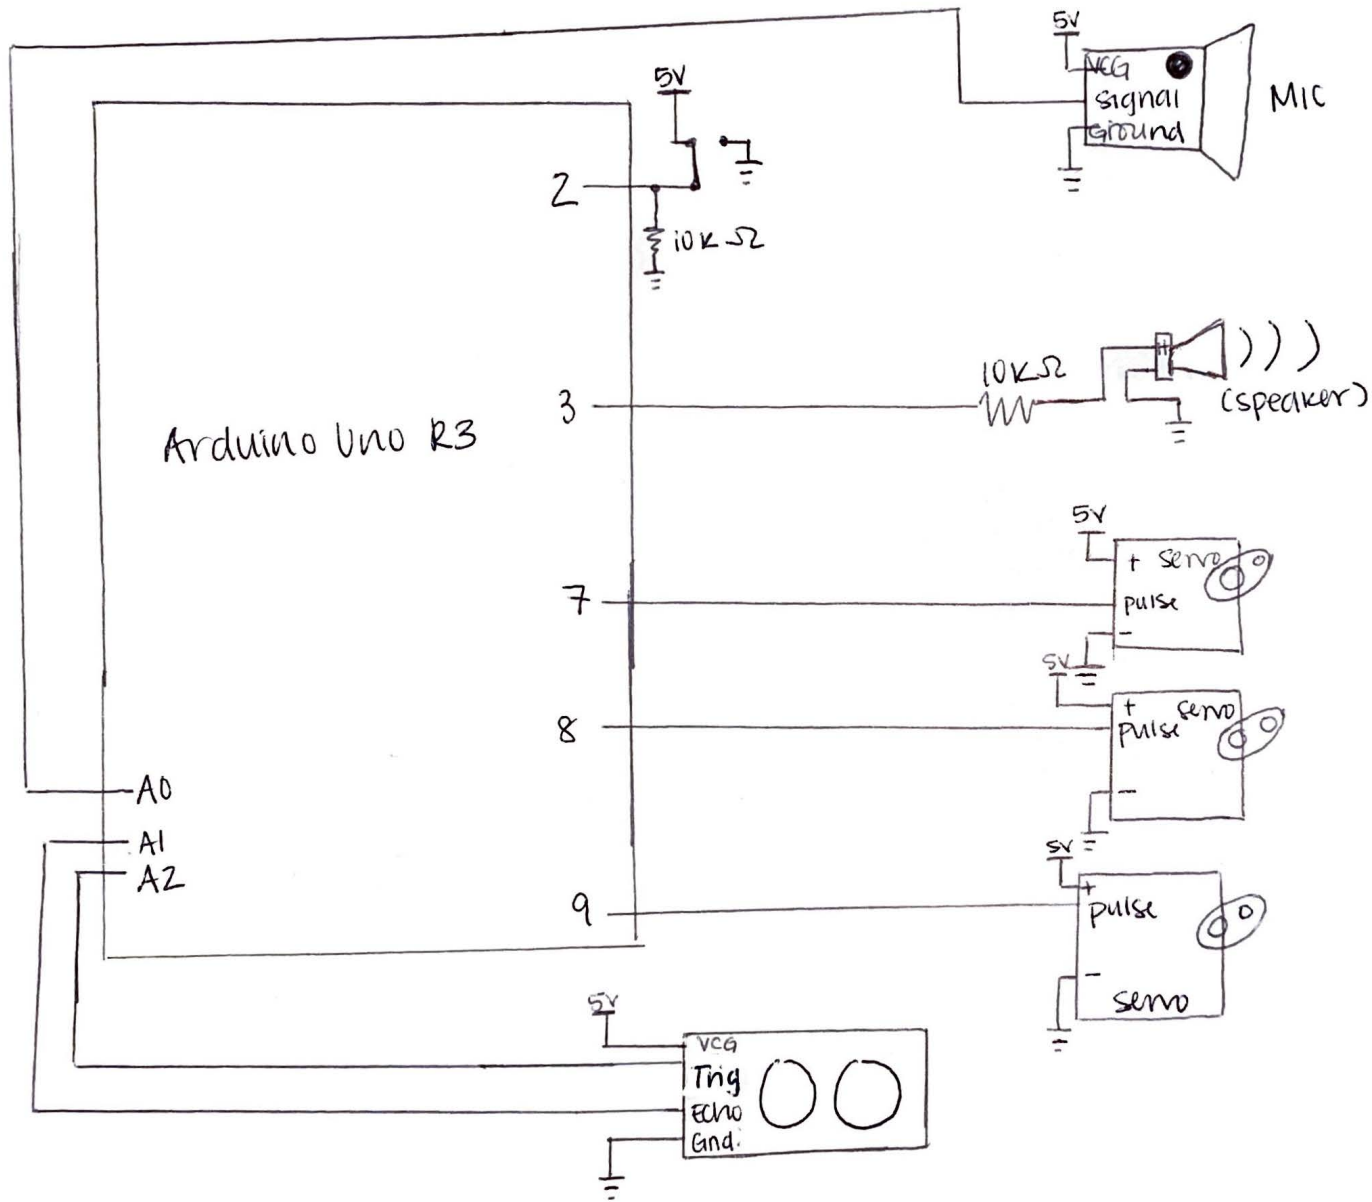 5V
VCG
signal
Ground
MIC
5V
2
10K Ω
3
10KΩ
(speaker)
Arduino Uno R3
5V
+ servo
7
pulse
-
5V
+ servo
8
pulse
-
A0
A1
A2
5V
+
9
pulse
-
servo
5V
VCG
Trig
Echo
Gnd.